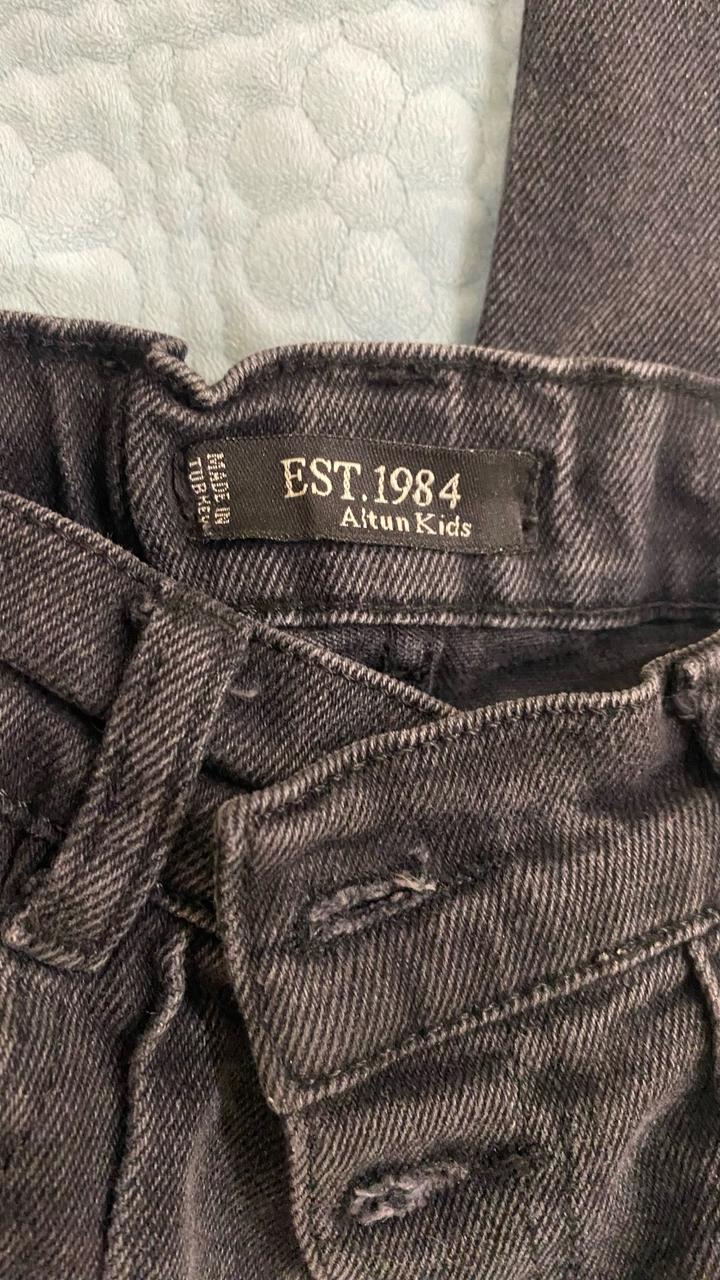 EST.1984
Altun Kids
MADE IN
TURKEY